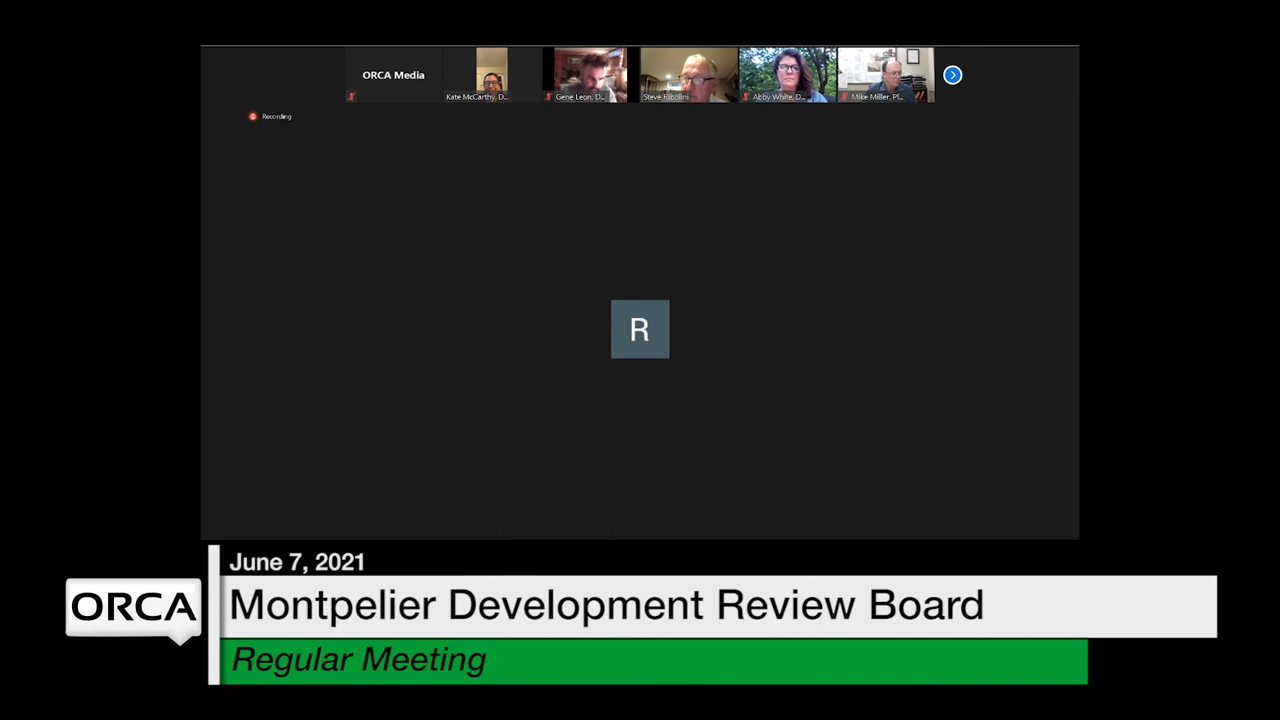 ORCA Media
Kate McCarthy, D...
Gene Leon, D...
Steve Ribolini
Abby White, D...
Mike Miller, Pl...
Recording
R
June 7, 2021
ORCA
Montpelier Development Review Board
Regular Meeting